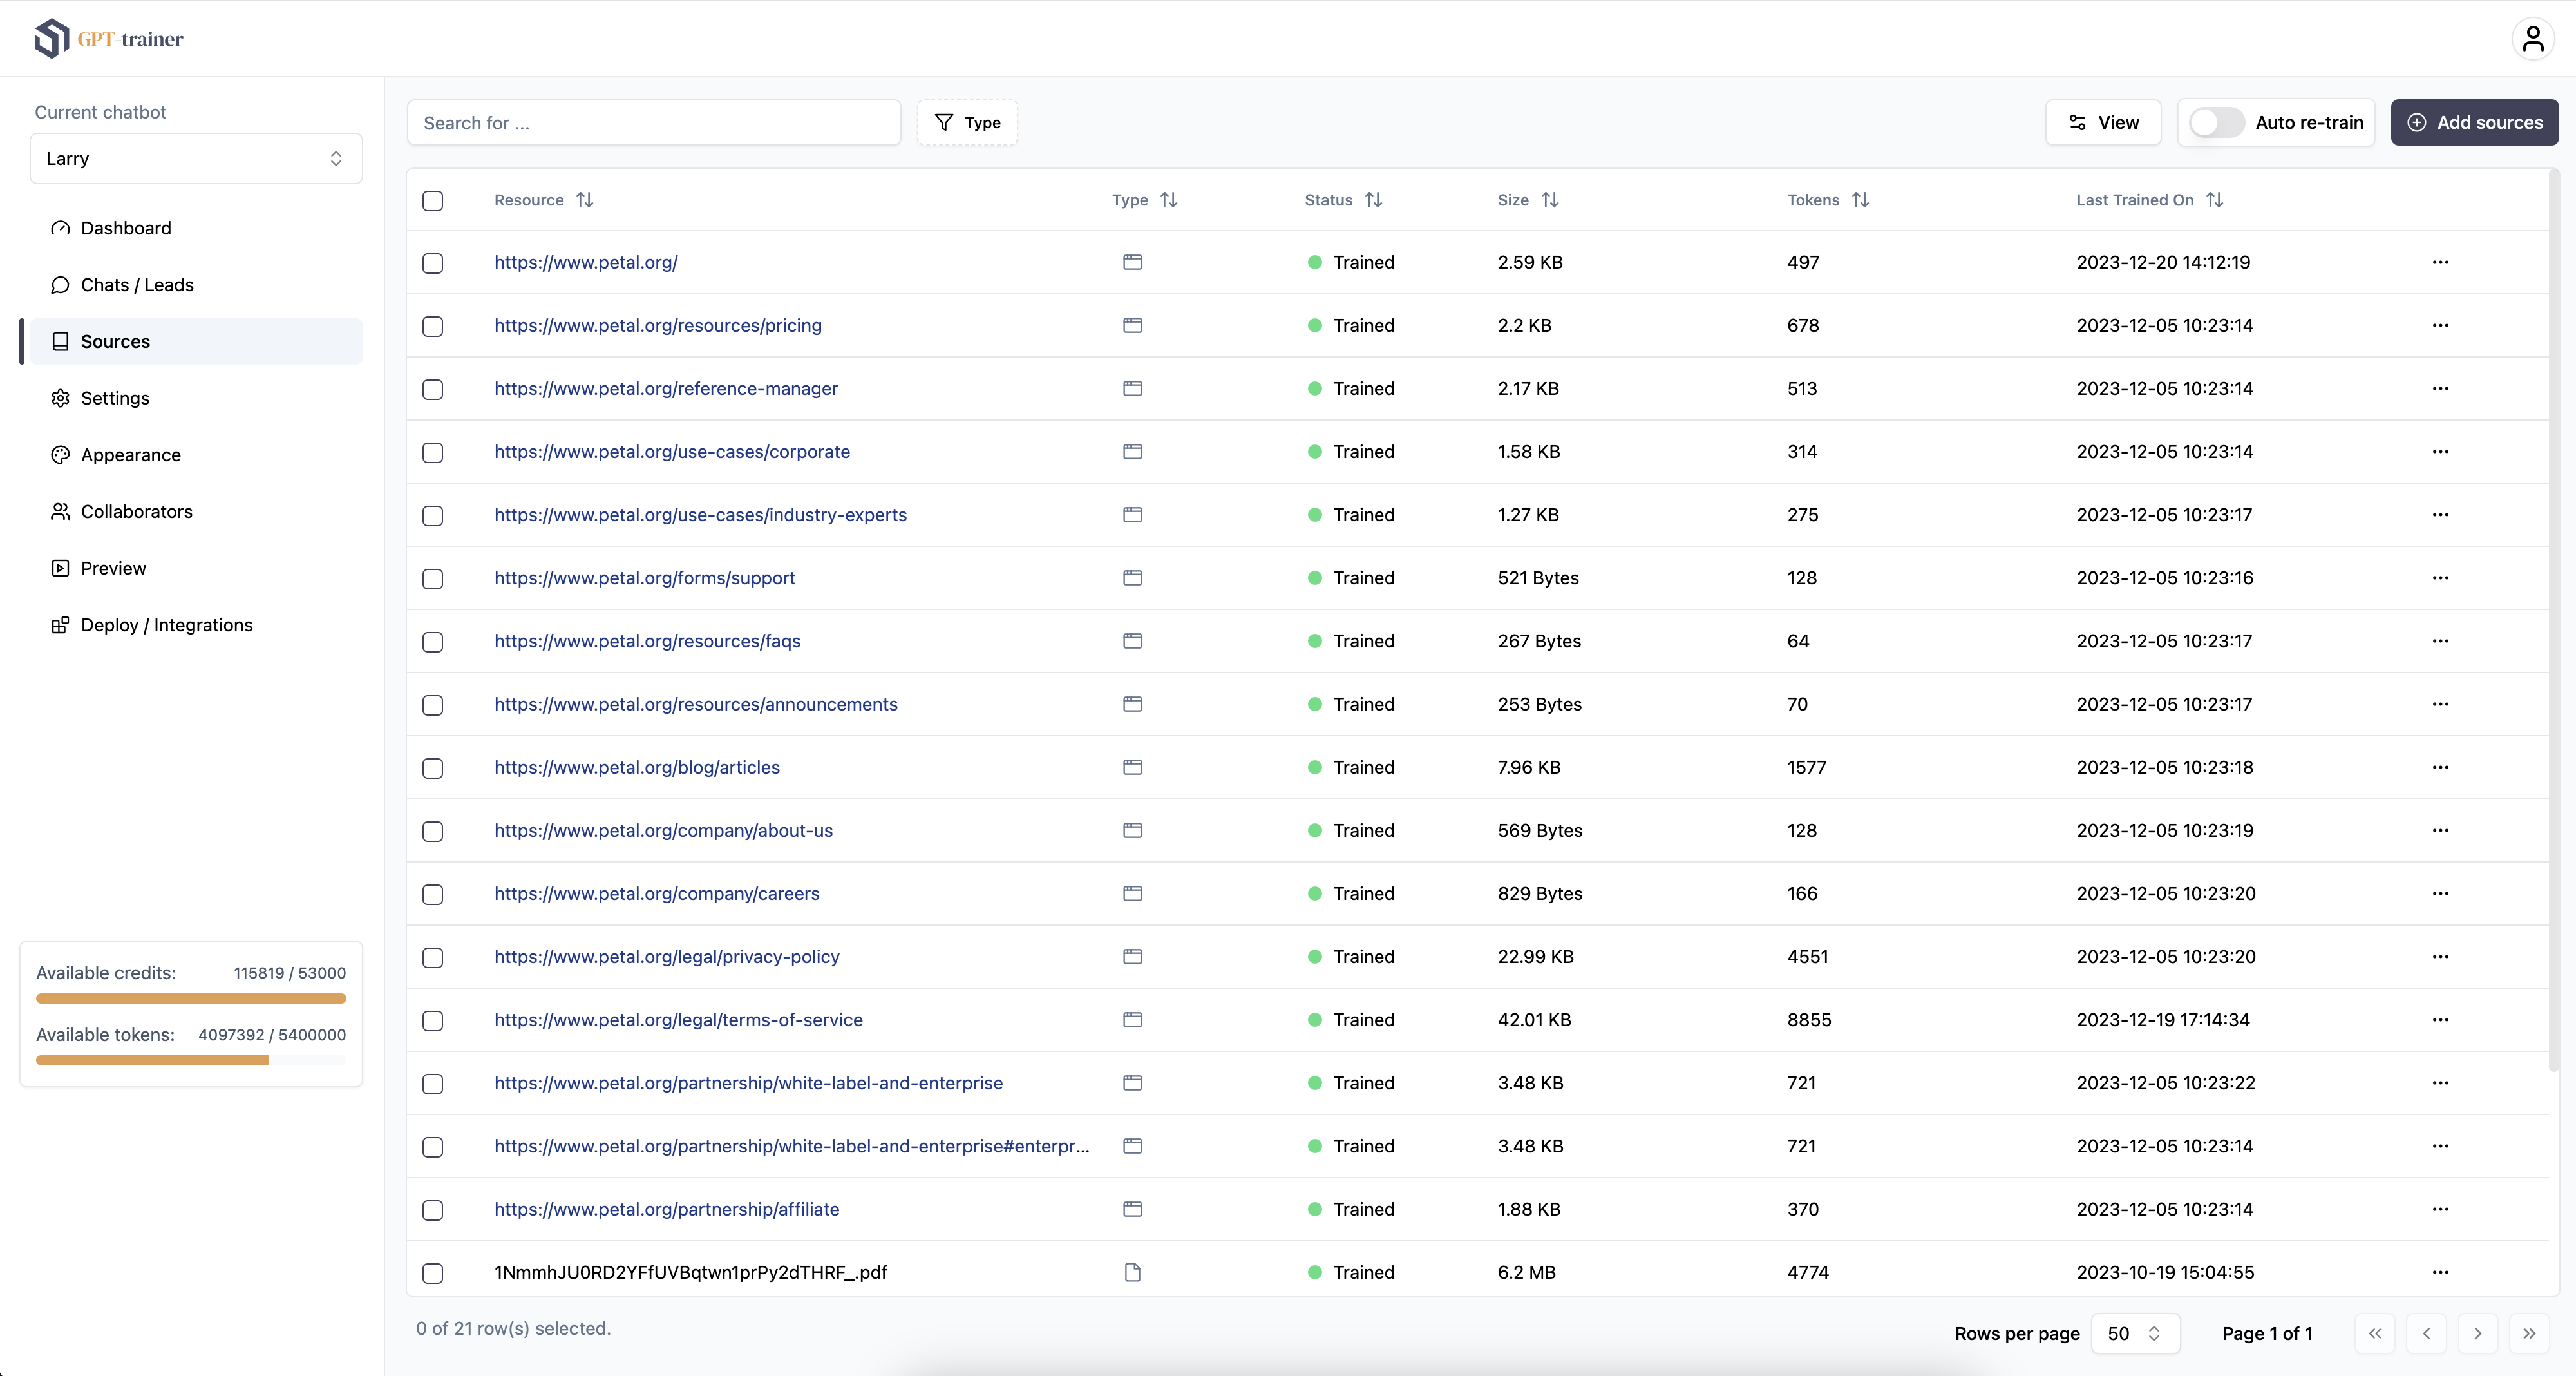 GPT-trainer
Current chatbot
Larry
Dashboard
Chats / Leads
Sources
Settings
Appearance
Collaborators
Preview
Deploy / Integrations
Available credits: 115819 / 53000
Available tokens: 4097392 / 5400000
Search for ... Type View Auto re-train Add sources
Resource Type Status Size Tokens Last Trained On
https://www.petal.org/ Trained 2.59 KB 497 2023-12-20 14:12:19 ...
https://www.petal.org/resources/pricing Trained 2.2 KB 678 2023-12-05 10:23:14 ...
https://www.petal.org/reference-manager Trained 2.17 KB 513 2023-12-05 10:23:14 ...
https://www.petal.org/use-cases/corporate Trained 1.58 KB 314 2023-12-05 10:23:14 ...
https://www.petal.org/use-cases/industry-experts Trained 1.27 KB 275 2023-12-05 10:23:17 ...
https://www.petal.org/forms/support Trained 521 Bytes 128 2023-12-05 10:23:16 ...
https://www.petal.org/resources/faqs Trained 267 Bytes 64 2023-12-05 10:23:17 ...
https://www.petal.org/resources/announcements Trained 253 Bytes 70 2023-12-05 10:23:17 ...
https://www.petal.org/blog/articles Trained 7.96 KB 1577 2023-12-05 10:23:18 ...
https://www.petal.org/company/about-us Trained 569 Bytes 128 2023-12-05 10:23:19 ...
https://www.petal.org/company/careers Trained 829 Bytes 166 2023-12-05 10:23:20 ...
https://www.petal.org/legal/privacy-policy Trained 22.99 KB 4551 2023-12-05 10:23:20 ...
https://www.petal.org/legal/terms-of-service Trained 42.01 KB 8855 2023-12-19 17:14:34 ...
https://www.petal.org/partnership/white-label-and-enterprise Trained 3.48 KB 721 2023-12-05 10:23:22 ...
https://www.petal.org/partnership/white-label-and-enterprise#enterpr... Trained 3.48 KB 721 2023-12-05 10:23:14 ...
https://www.petal.org/partnership/affiliate Trained 1.88 KB 370 2023-12-05 10:23:14 ...
1NmmhJU0RD2YFfUVBqtwn1prPy2dTHRF_.pdf Trained 6.2 MB 4774 2023-10-19 15:04:55 ...
0 of 21 row(s) selected. Rows per page 50 Page 1 of 1